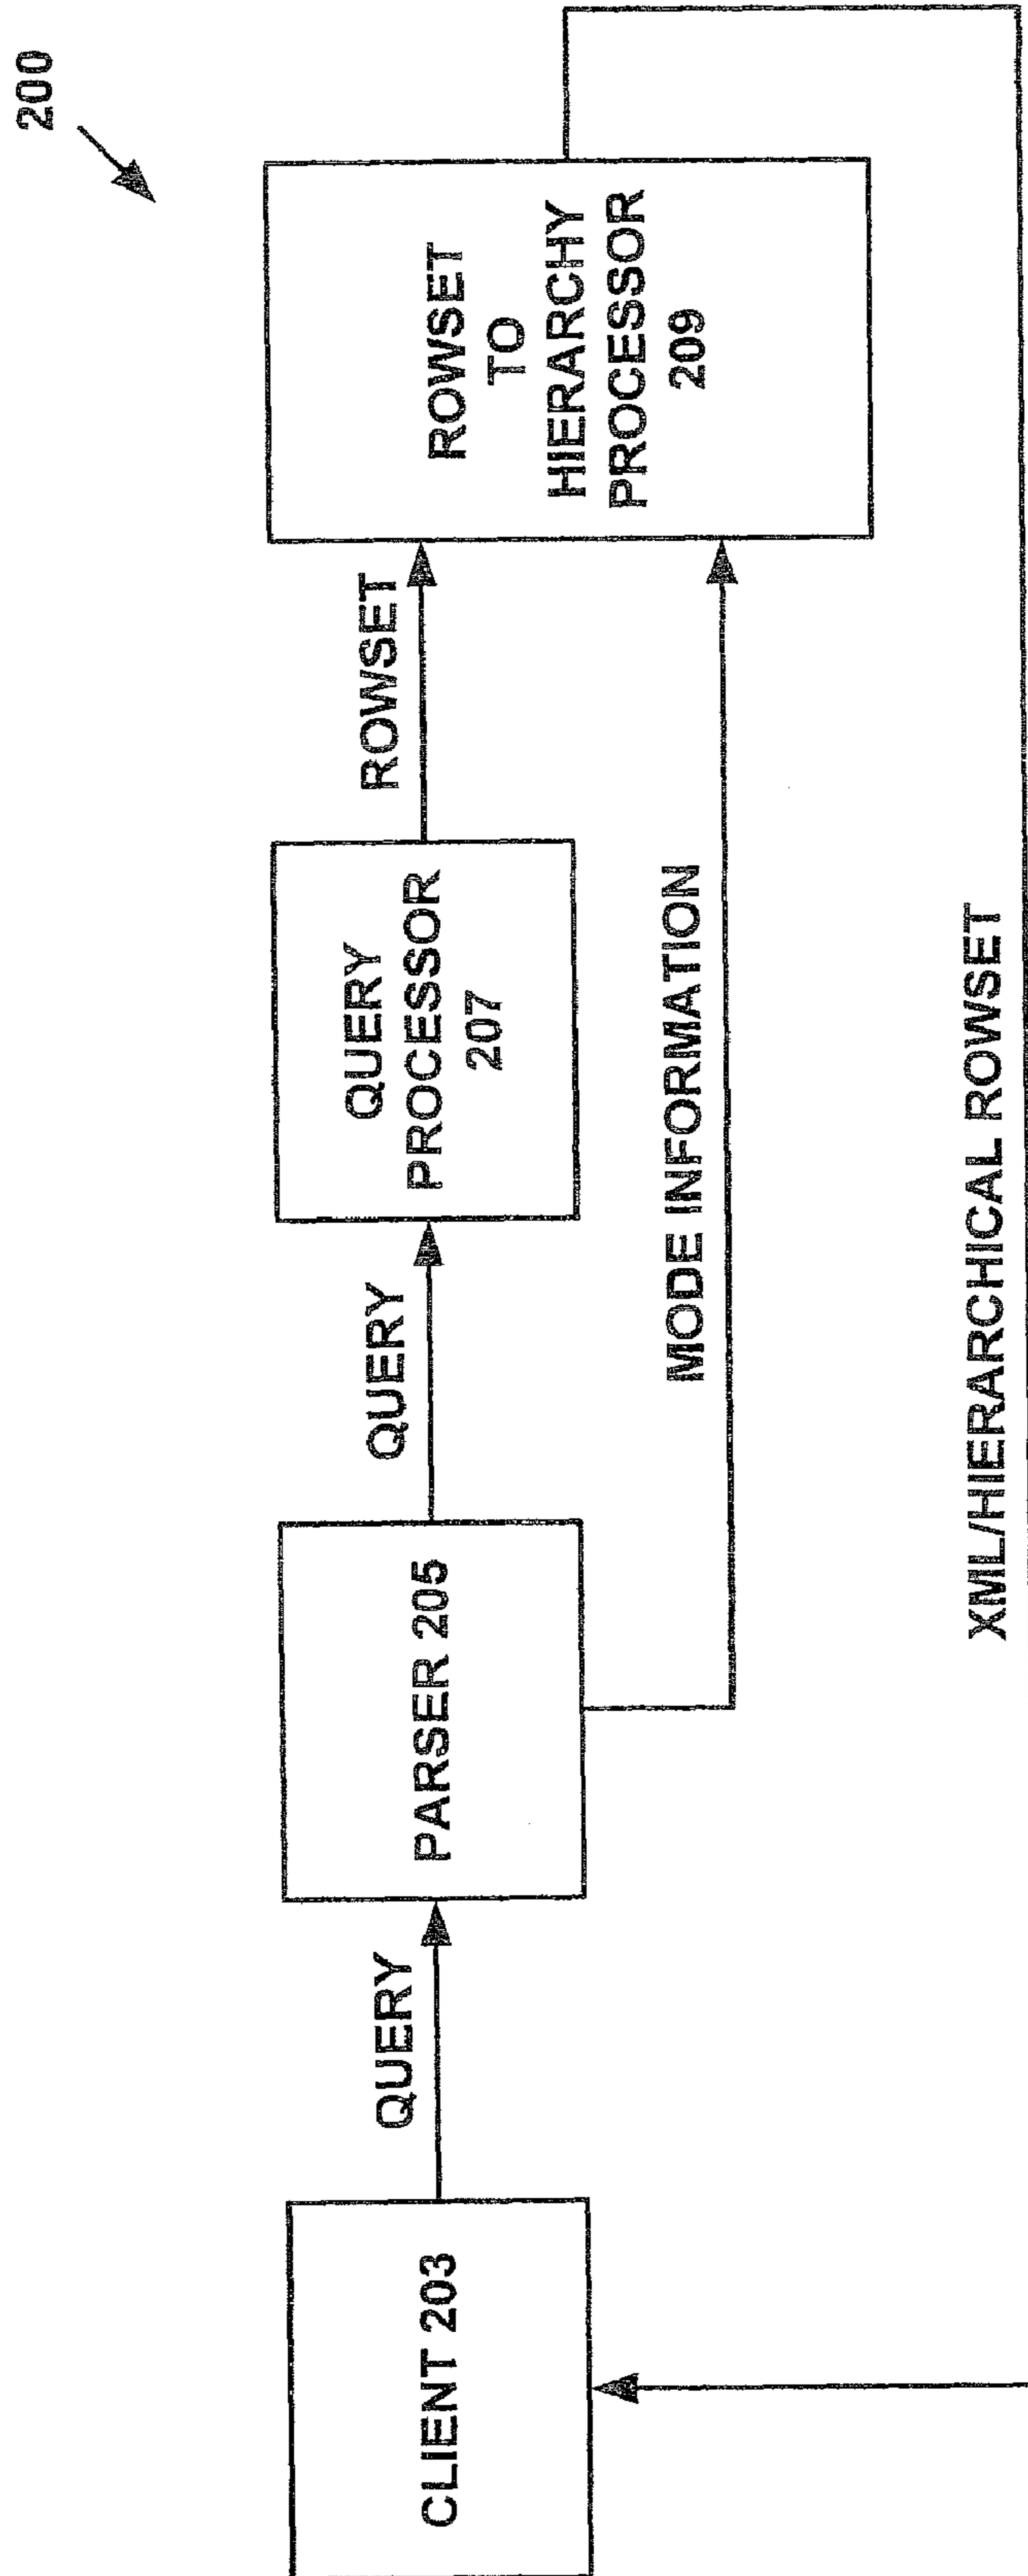 200
CLIENT 203
QUERY
PARSER 205
QUERY
QUERY
PROCESSOR
207
ROWSET
ROWSET
TO
HIERARCHY
PROCESSOR
209
MODE INFORMATION
XML/HIERARCHICAL ROWSET